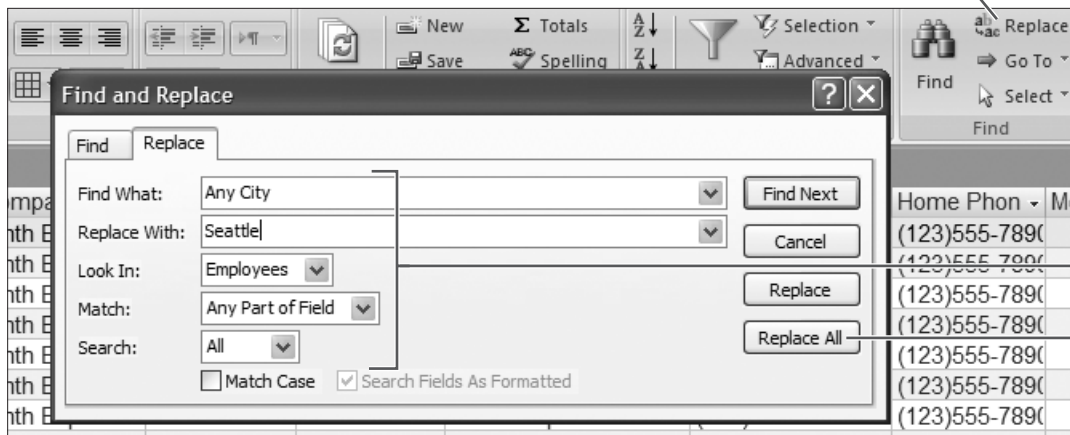 New Σ Totals Selection Replace
Save ABC Spelling Advanced Find Go To
Select
Find
Find and Replace
Find Replace
Find What: Any City Find Next
Replace With: Seattle Cancel
Look In: Employees
Match: Any Part of Field Replace
Search: All Replace All
Match Case Search Fields As Formatted
Home Phon
(123)555-789
(123)555-789
(123)555-789
(123)555-789
(123)555-789
(123)555-789
(123)555-789